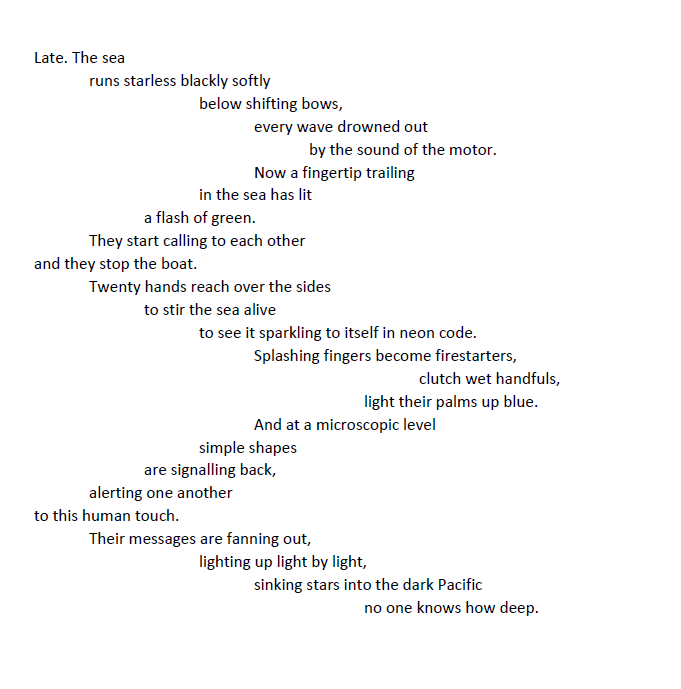 Late. The sea
runs starless blackly softly
below shifting bows,
every wave drowned out
by the sound of the motor.
Now a fingertip trailing
in the sea has lit
a flash of green.
They start calling to each other
and they stop the boat.
Twenty hands reach over the sides
to stir the sea alive
to see it sparkling to itself in neon code.
Splashing fingers become firestarters,
clutch wet handfuls,
light their palms up blue.
And at a microscopic level
simple shapes
are signalling back,
alerting one another
to this human touch.
Their messages are fanning out,
lighting up light by light,
sinking stars into the dark Pacific
no one knows how deep.